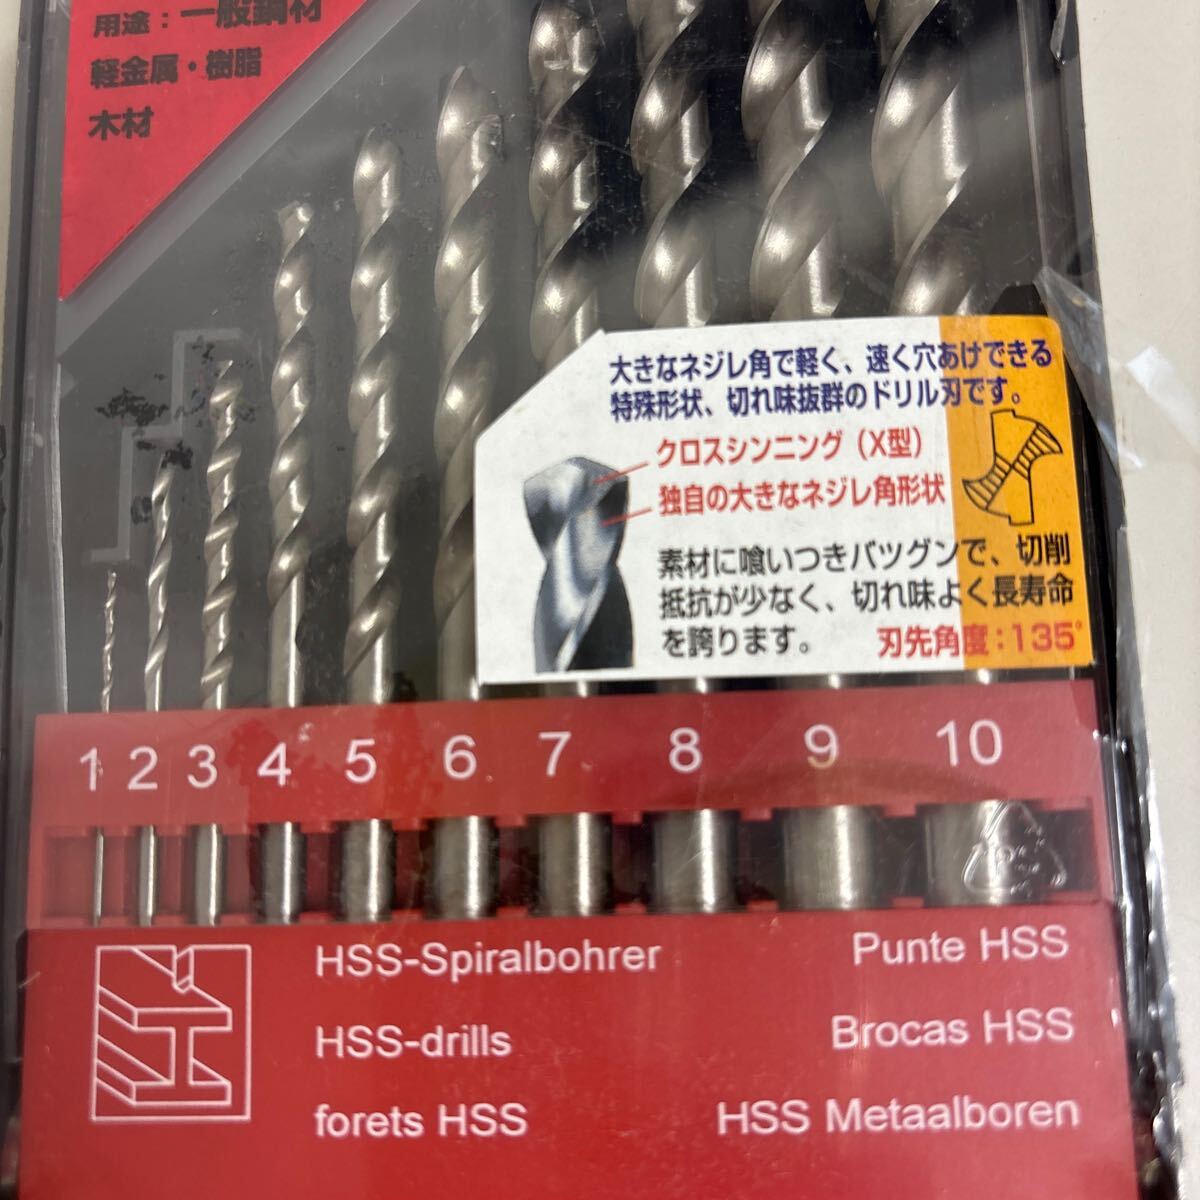 用途：一般鋼材
軽金属・樹脂
木材
大きなネジレ角で軽く、速く穴あけできる
特殊形状、切れ味抜群のドリル刃です。
クロスシンニング（X型）
独自の大きなネジレ角形状
素材に喰いつきバツグンで、切削
抵抗が少なく、切れ味よく長寿命
を誇ります。 刃先角度：135°
1 2 3 4 5 6 7 8 9 10
HSS-Spiralbohrer
HSS-drills
forets HSS
Punte HSS
Brocas HSS
HSS Metaalboren